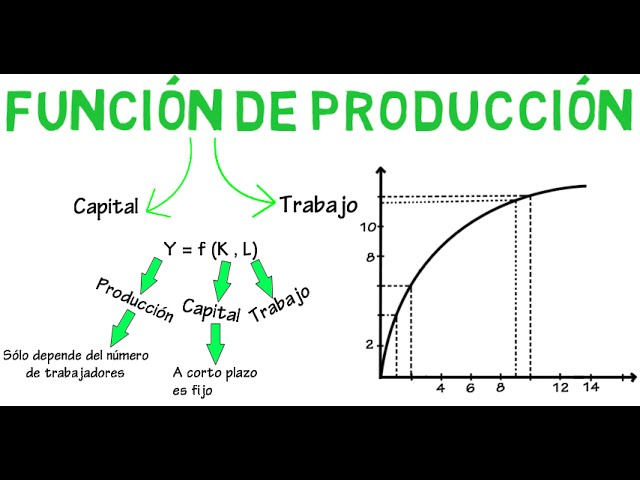 FUNCIÓN DE PRODUCCIÓN
Capital
Trabajo
Y = f (K , L)
Producción
Capital
Trabajo
Sólo depende del número
de trabajadores
A corto plazo
es fijo
10
8
2
4 6 8 12 14